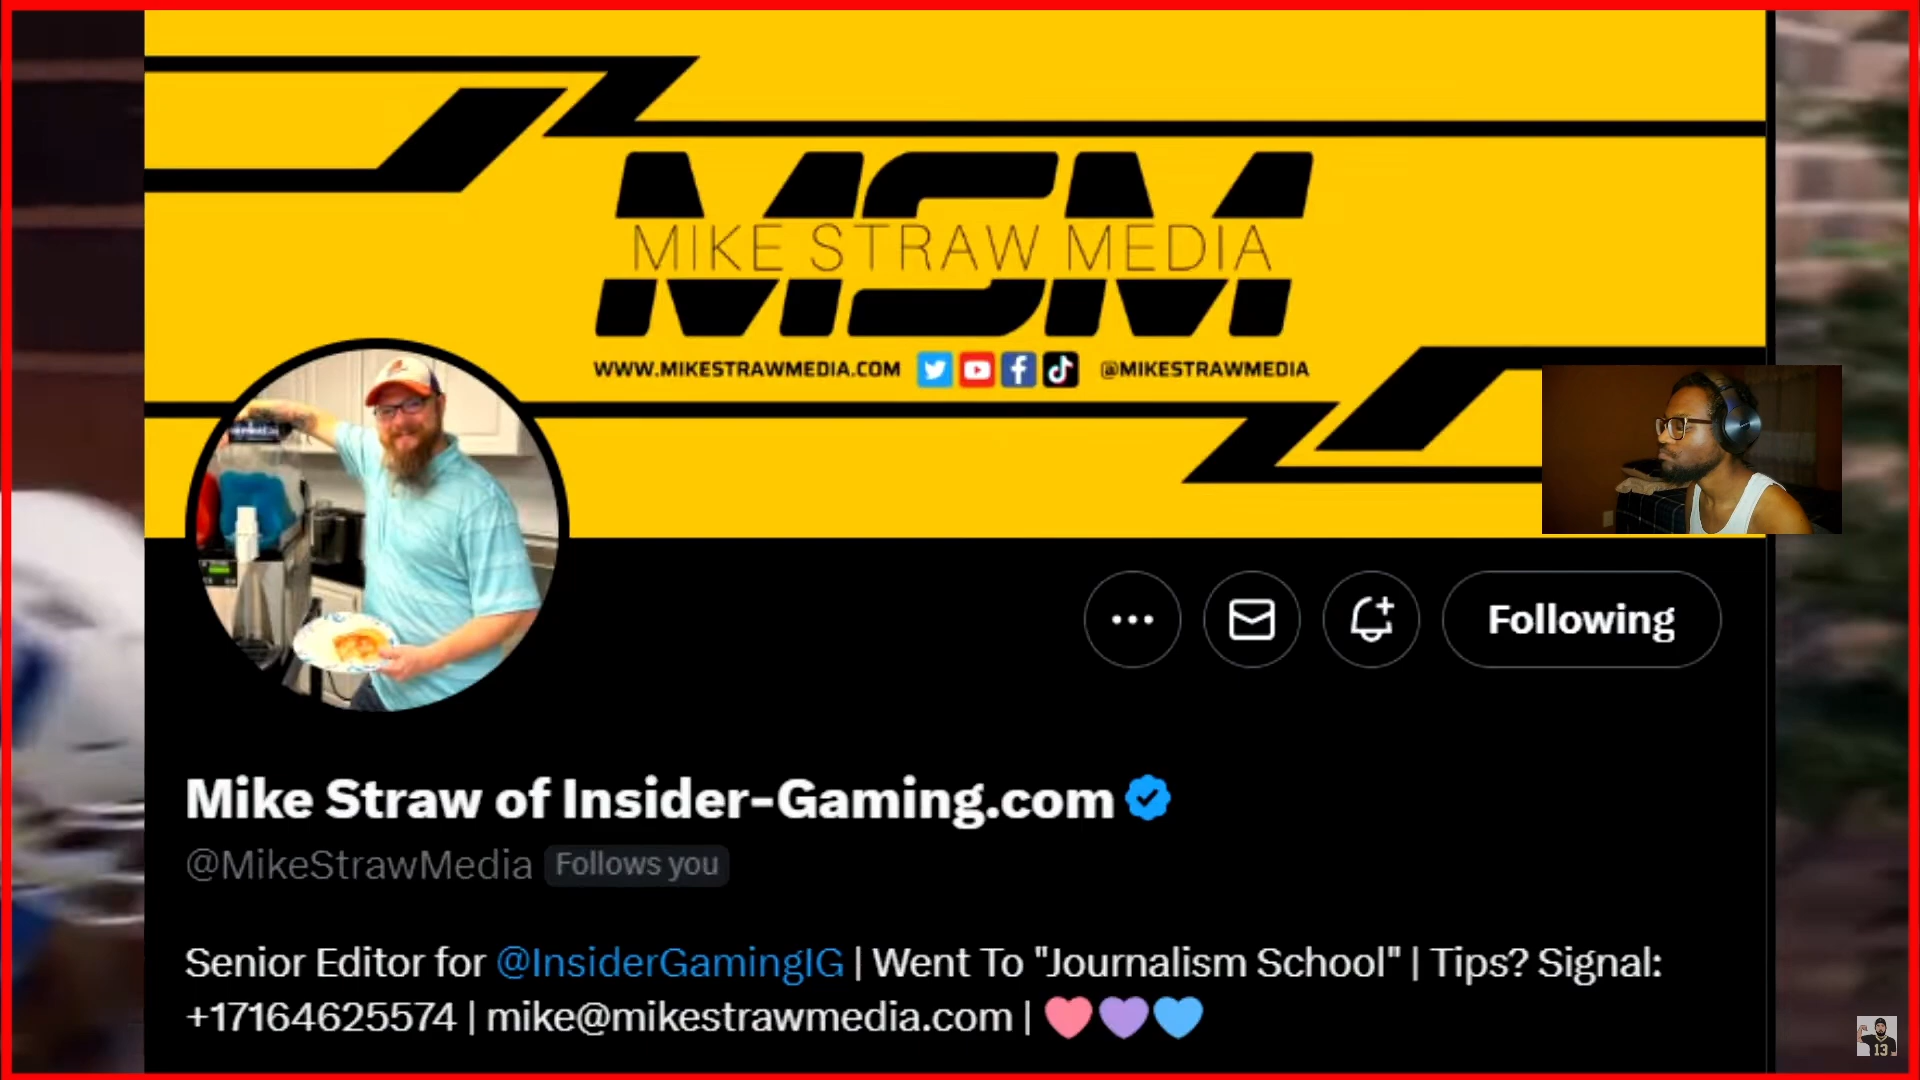 MSM
MIKE STRAW MEDIA
WWW.MIKESTRAWMEDIA.COM @MIKESTRAWMEDIA
Following
Mike Straw of Insider-Gaming.com
@MikeStrawMedia Follows you
Senior Editor for @InsiderGamingIG | Went To "Journalism School" | Tips? Signal:
+17164625574 | mike@mikestrawmedia.com |
13